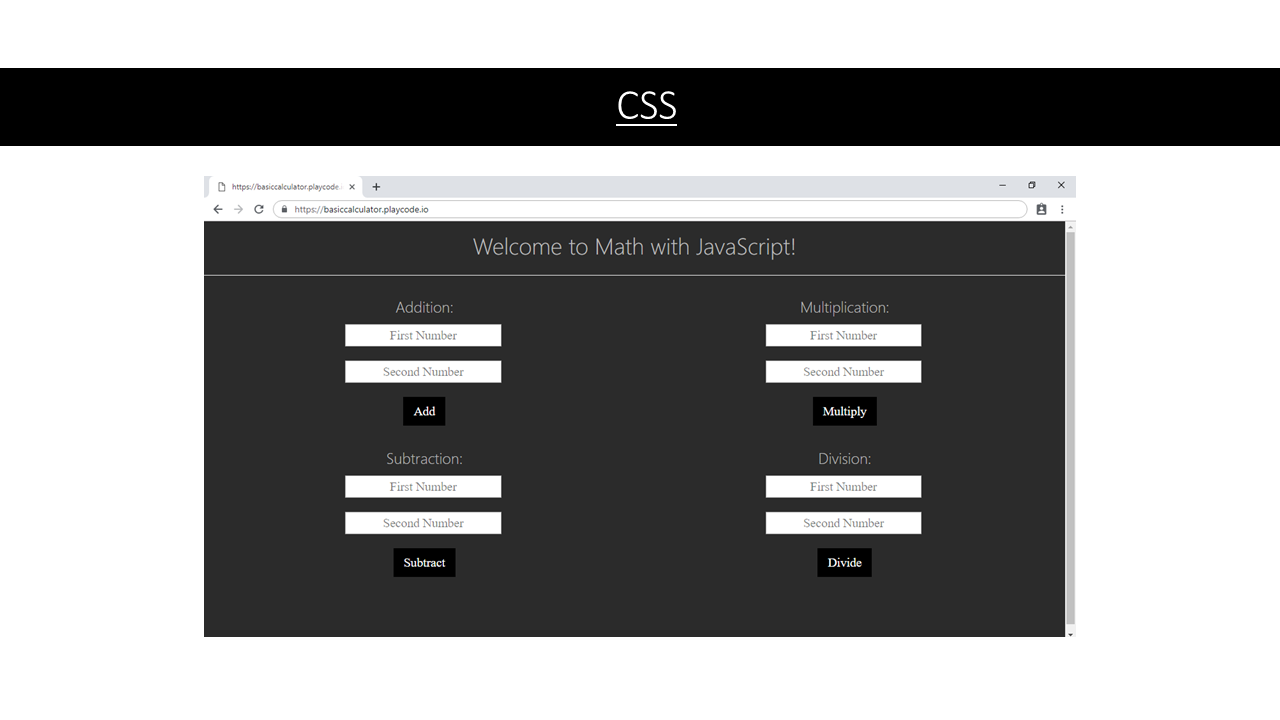 CSS
https://basiccalculator.playcode.
https://basiccalculator.playcode.io
Welcome to Math with JavaScript!
Addition:
First Number
Second Number
Add
Subtraction:
First Number
Second Number
Subtract
Multiplication:
First Number
Second Number
Multiply
Division:
First Number
Second Number
Divide